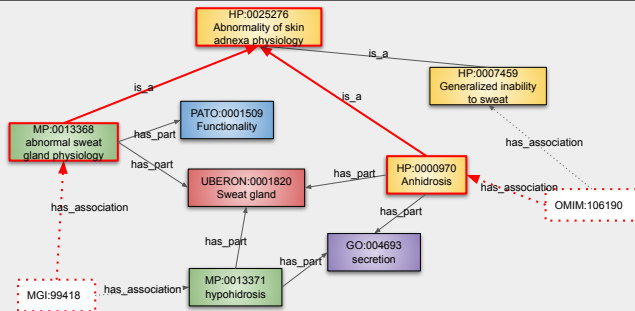 HP:0025276
Abnormality of skin
adnexa physiology
is_a
HP:0007459
Generalized inability
to sweat
is_a
is_a
PATO:0001509
Functionality
MP:0013368
abnormal sweat
gland physiology
has_part
has_association
has_part
HP:0000970
Anhidrosis
has_part
UBERON:0001820
Sweat gland
has_association
OMIM:106190
has_association
has_part
has_part
GO:004693
secretion
has_part
MP:0013371
hypohidrosis
MGI:99418
has_association